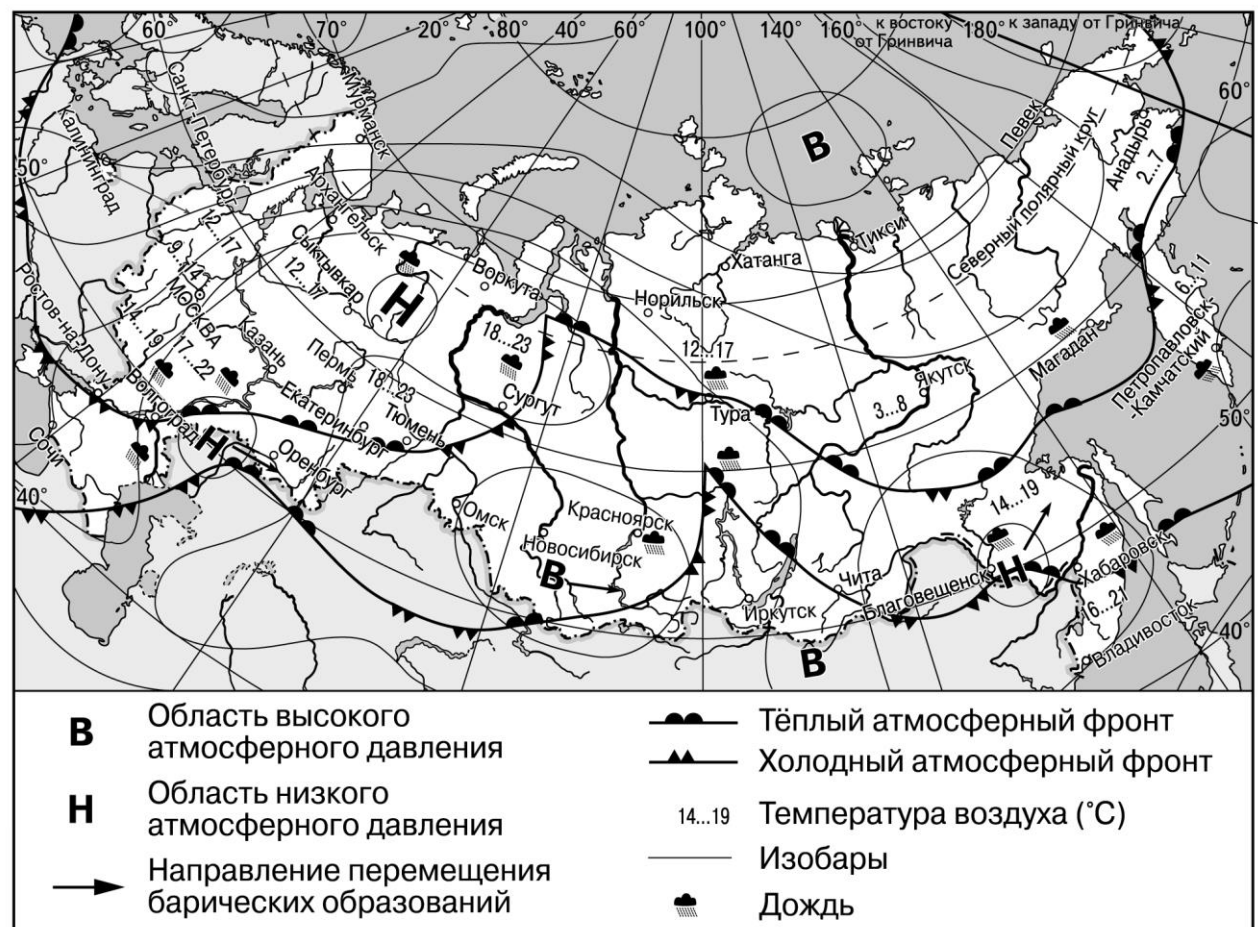 60°
70
20°
80
40
60
100
140
160°
к востоку
от Гринвича
180°
к западу от Гринвича
60°
50°
40°
50°
40°
Калининград
Санкт-Петербург
Мурманск
Архангельск
Сыктывкар
12...17
12...17
9...14
МОСКВА
14...19
17...22
Ростов-на-Дону
Волгоград
Сочи
Казань
Пермь
18...23
Екатеринбург
Тюмень
Оренбург
Н
Н
Воркута
18...23
Сургут
Омск
Новосибирск
Красноярск
В
Норильск
Хатанга
12...17
Тура
В
Тикси
Северный полярный круг
Певек
Анадырь
2...7
6...11
Петропавловск-
Камчатский
Магадан
Якутск
3...8
Иркутск
Чита
В
Благовещенск
14...19
Н
Хабаровск
16...21
Владивосток
В Область высокого
атмосферного давления
Н Область низкого
атмосферного давления
Направление перемещения
барических образований
Тёплый атмосферный фронт
Холодный атмосферный фронт
14...19 Температура воздуха (°С)
Изобары
Дождь